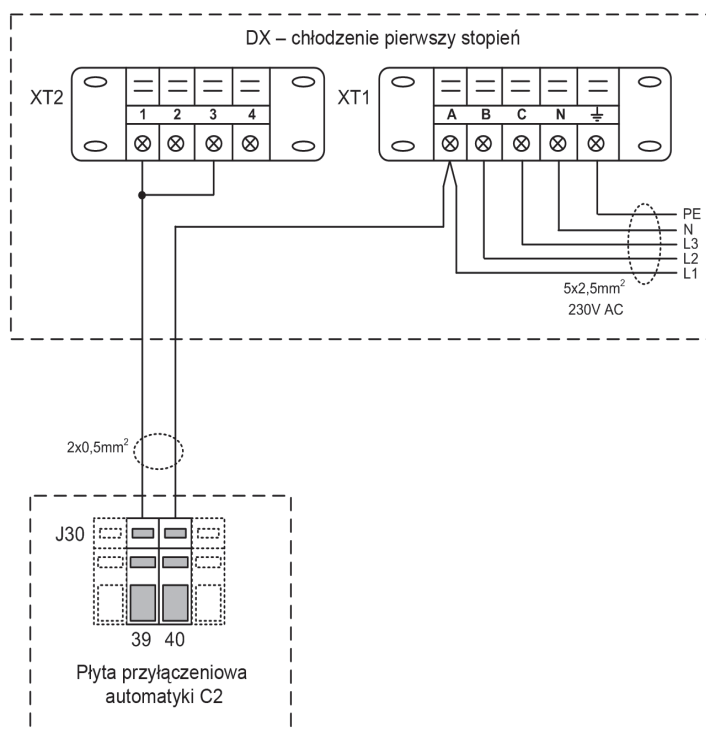 DX – chłodzenie pierwszy stopień
XT2
1 2 3 4
XT1
A B C N
PE
N
L3
L2
L1
5x2,5mm²
230V AC
2x0,5mm²
J30
39 40
Płyta przyłączeniowa
automatyki C2